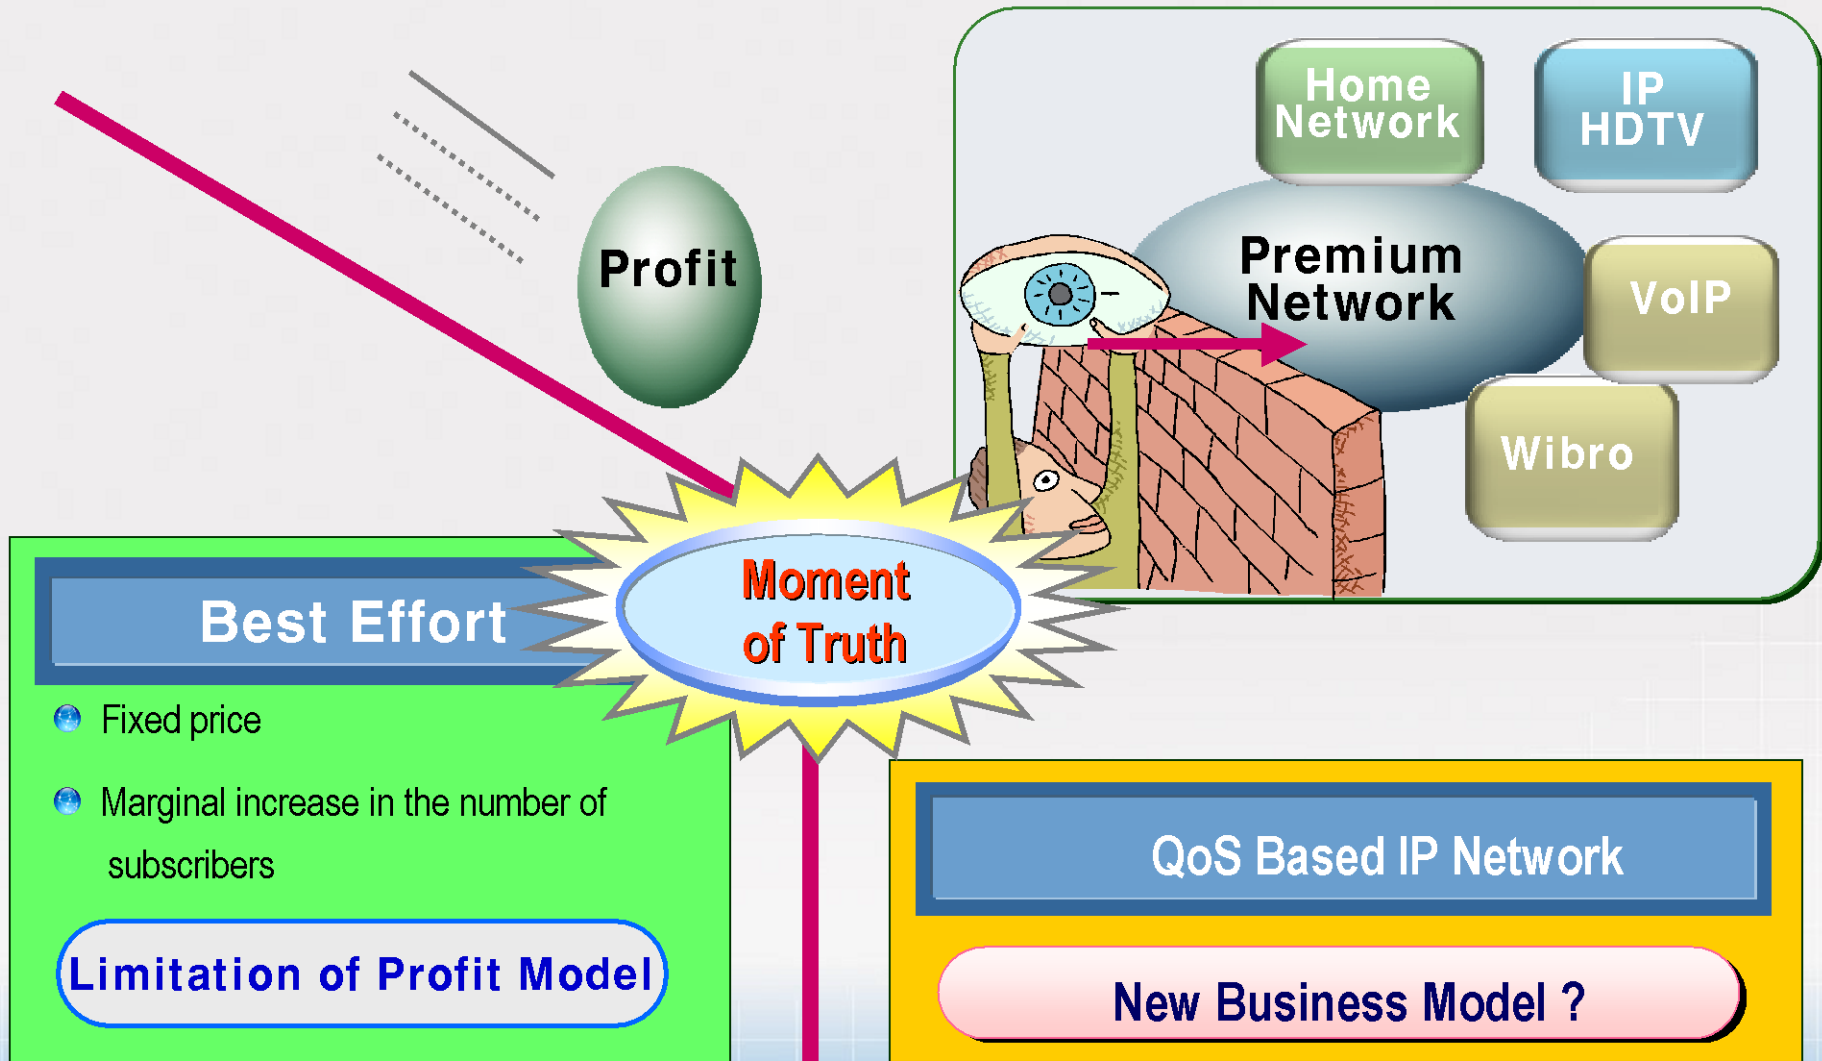 Home
Network
IP
HDTV
Profit
Premium
Network
VoIP
Wibro
Moment
of Truth
Best Effort
Fixed price
Marginal increase in the number of
subscribers
Limitation of Profit Model
QoS Based IP Network
New Business Model ?